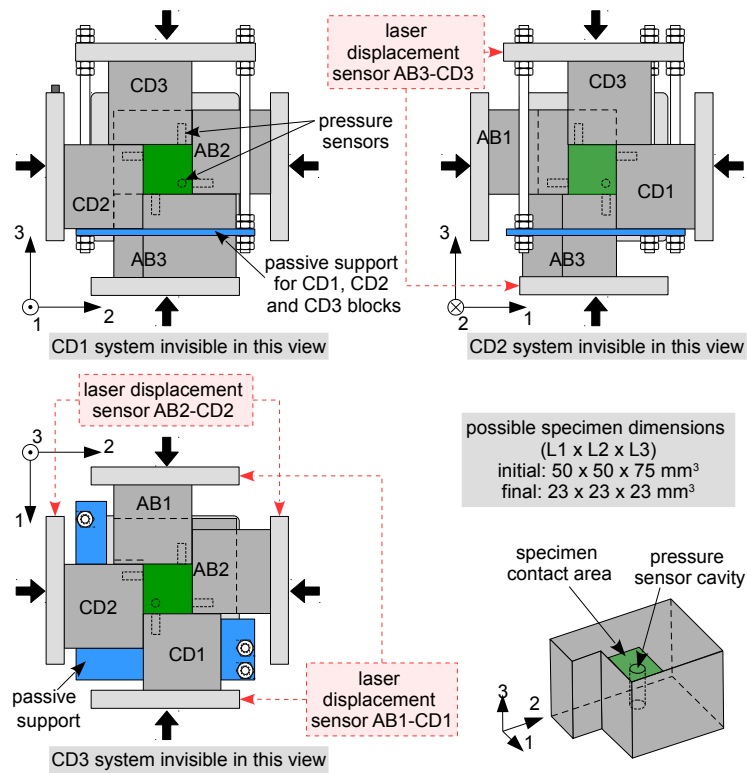 CD3
pressure
sensors
AB2
CD2
AB3
3
1
2
passive support
for CD1, CD2
and CD3 blocks
CD1 system invisible in this view
laser
displacement
sensor AB3-CD3
CD3
AB1
CD1
AB3
3
2
1
CD2 system invisible in this view
laser displacement
sensor AB2-CD2
3
2
1
AB1
AB2
CD2
CD1
passive
support
laser
displacement
sensor AB1-CD1
CD3 system invisible in this view
possible specimen dimensions
(L1 x L2 x L3)
initial: 50 x 50 x 75 mm³
final: 23 x 23 x 23 mm³
specimen
contact area
pressure
sensor cavity
3
2
1